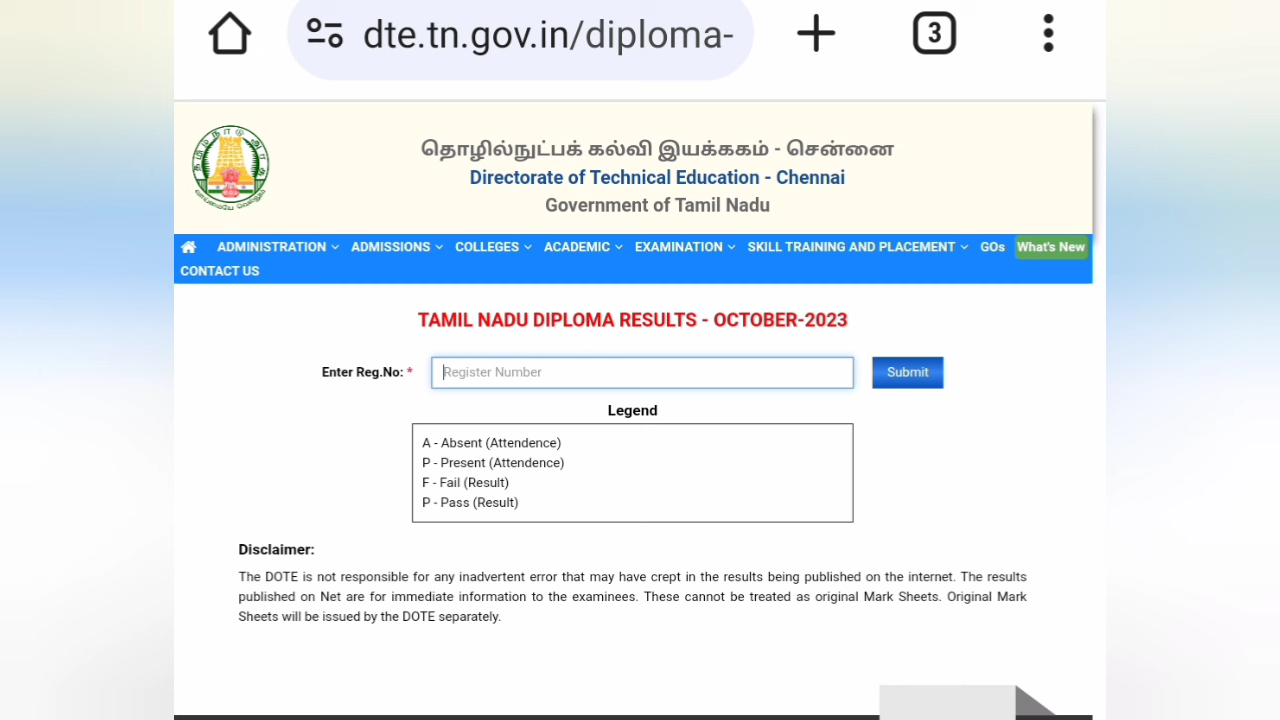 dte.tn.gov.in/diploma-
3
தொழில்நுட்பக் கல்வி இயக்ககம் - சென்னை
Directorate of Technical Education - Chennai
Government of Tamil Nadu
ADMINISTRATION ADMISSIONS COLLEGES ACADEMIC EXAMINATION SKILL TRAINING AND PLACEMENT GOs What's New
CONTACT US
TAMIL NADU DIPLOMA RESULTS - OCTOBER-2023
Enter Reg.No: * Register Number Submit
Legend
A - Absent (Attendence)
P - Present (Attendence)
F - Fail (Result)
P - Pass (Result)
Disclaimer:
The DOTE is not responsible for any inadvertent error that may have crept in the results being published on the internet. The results
published on Net are for immediate information to the examinees. These cannot be treated as original Mark Sheets. Original Mark
Sheets will be issued by the DOTE separately.